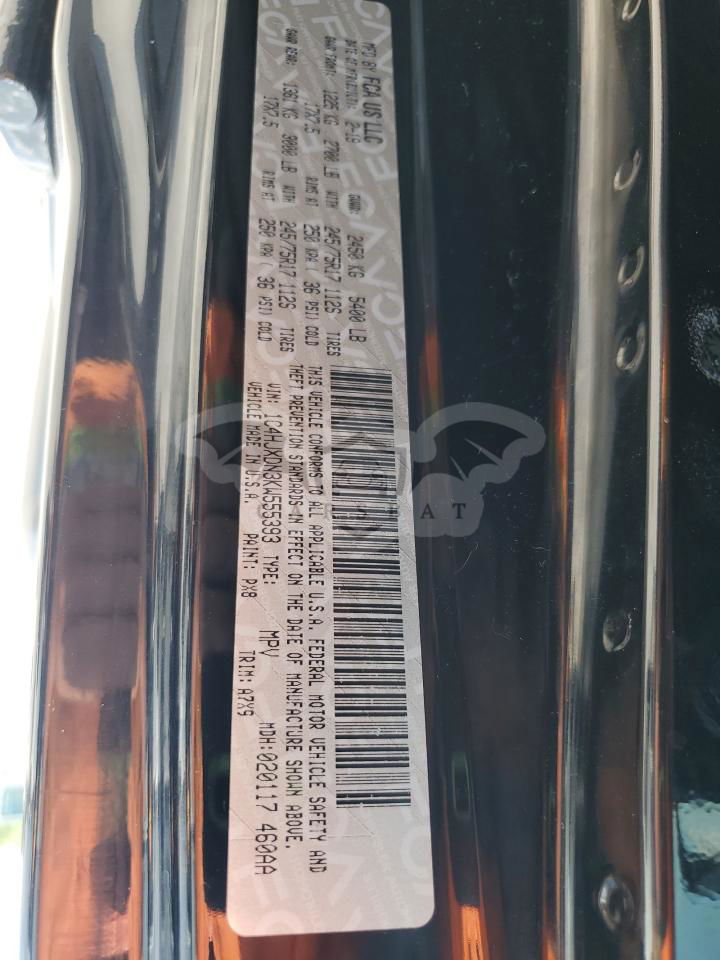 MFD BY FCA US LLC
DATE OF MFR: 2-18 GVWR: 2450 KG 5400 LB
GAWR FRONT: 1225 KG 2700 LB WITH 245/75R17 112S TIRES
17X7.5 RIMS AT 250 KPA( 36 PSI) COLD
GAWR REAR: 1361 KG 3000 LB WITH 245/75R17 112S TIRES
17X7.5 RIMS AT 250 KPA( 36 PSI) COLD
THIS VEHICLE CONFORMS TO ALL APPLICABLE U.S.A. FEDERAL MOTOR VEHICLE SAFETY AND
THEFT PREVENTION STANDARDS IN EFFECT ON THE DATE OF MANUFACTURE SHOWN ABOVE.
VIN: 1C4HJXDN3KW555393 TYPE: MPV MDH:020117 460AA
VEHICLE MADE IN U.S.A. PAINT: PX8 TRIM: A7X9